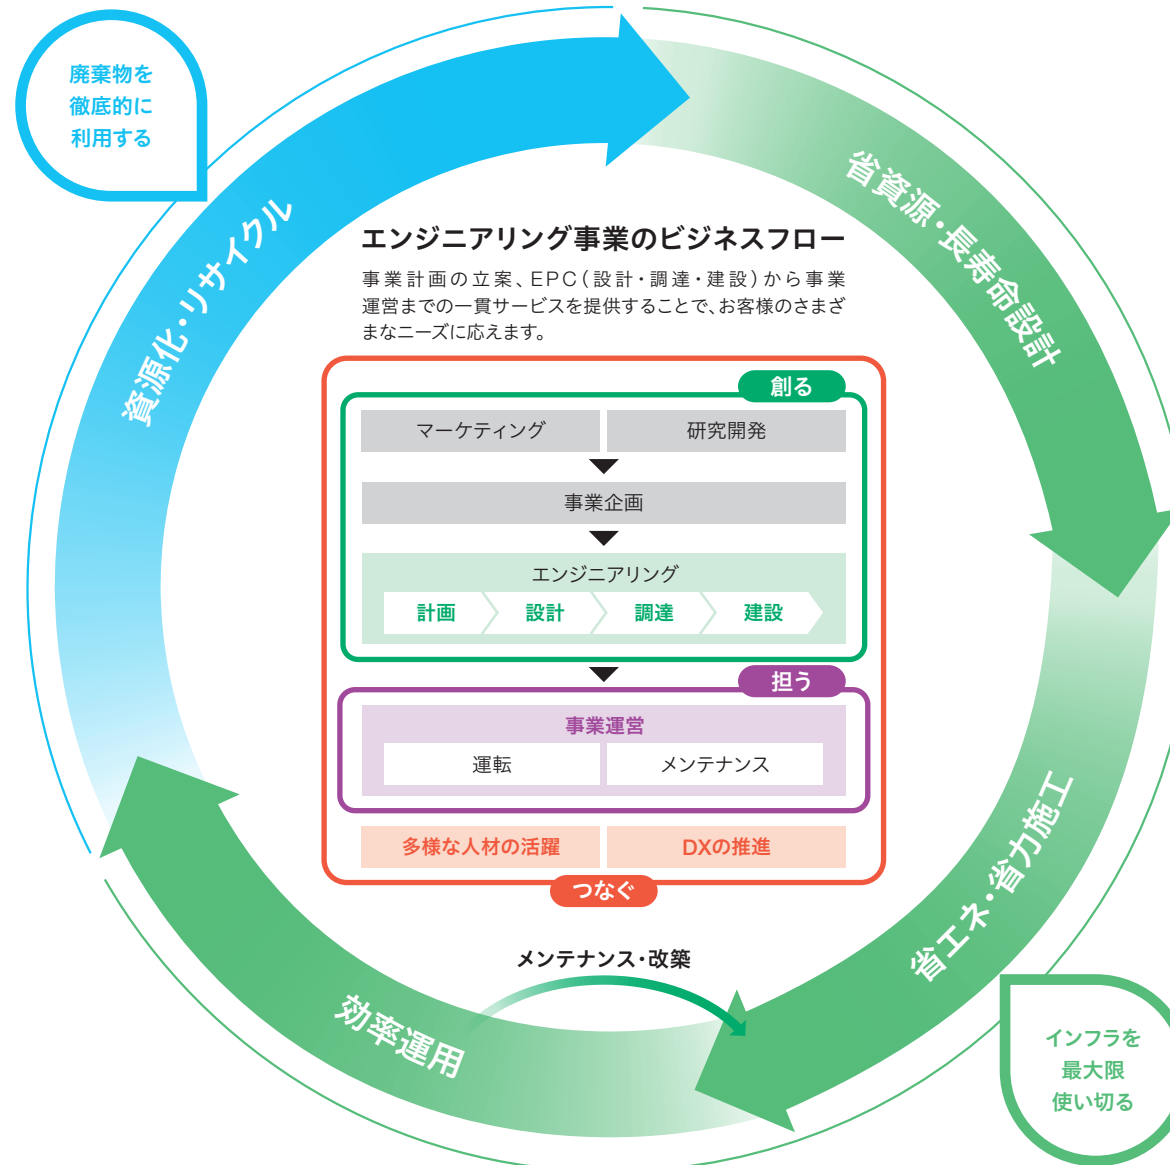 廃棄物を
徹底的に
利用する
資源化・リサイクル
省資源・長寿命設計
エンジニアリング事業のビジネスフロー
事業計画の立案、EPC(設計・調達・建設)から事業
運営までの一貫サービスを提供することで、お客様のさまざ
まなニーズに応えます。
創る
マーケティング
研究開発
事業企画
エンジニアリング
計画
設計
調達
建設
担う
事業運営
運転
メンテナンス
多様な人材の活躍
DXの推進
つなぐ
省エネ・省力施工
メンテナンス・改築
効率運用
インフラを
最大限
使い切る